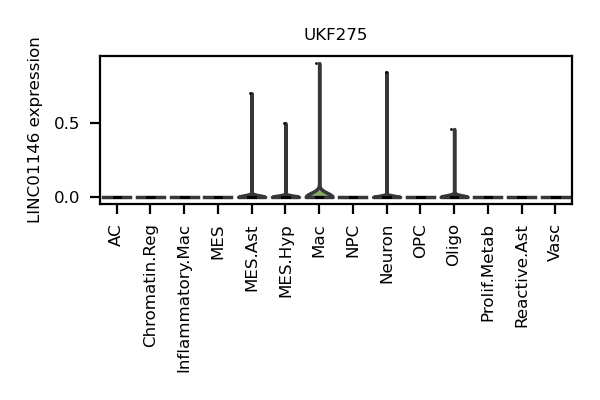 UKF275
LINC01146 expression
0.5
0.0
AC
Chromatin.Reg
Inflammatory.Mac
MES
MES.Ast
MES.Hyp
Mac
NPC
Neuron
OPC
Oligo
Prolif.Metab
Reactive.Ast
Vasc